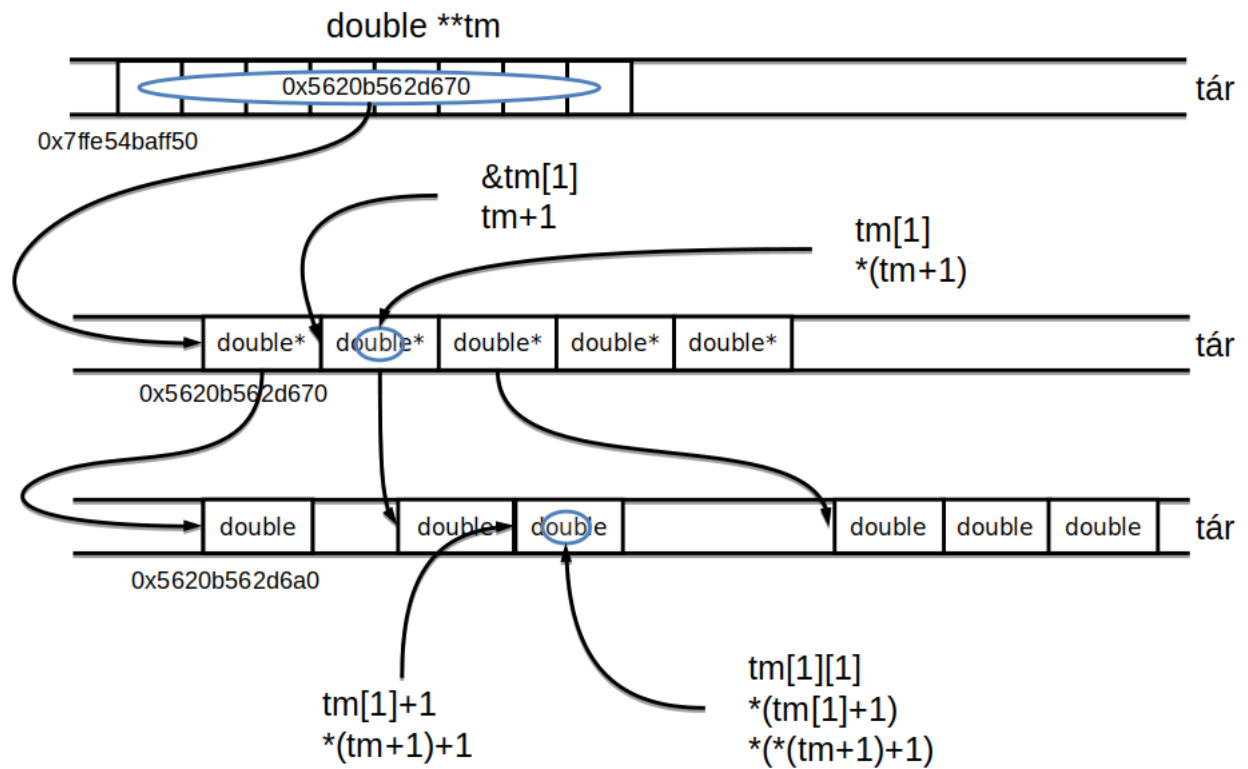 double **tm
0x5620b562d670
tár
0x7ffe54baff50
&tm[1]
tm+1
tm[1]
*(tm+1)
double* double* double* double* double*
tár
0x5620b562d670
double double double double double double
tár
0x5620b562d6a0
tm[1]+1
*(tm+1)+1
tm[1][1]
*(tm[1]+1)
*(*(tm+1)+1)